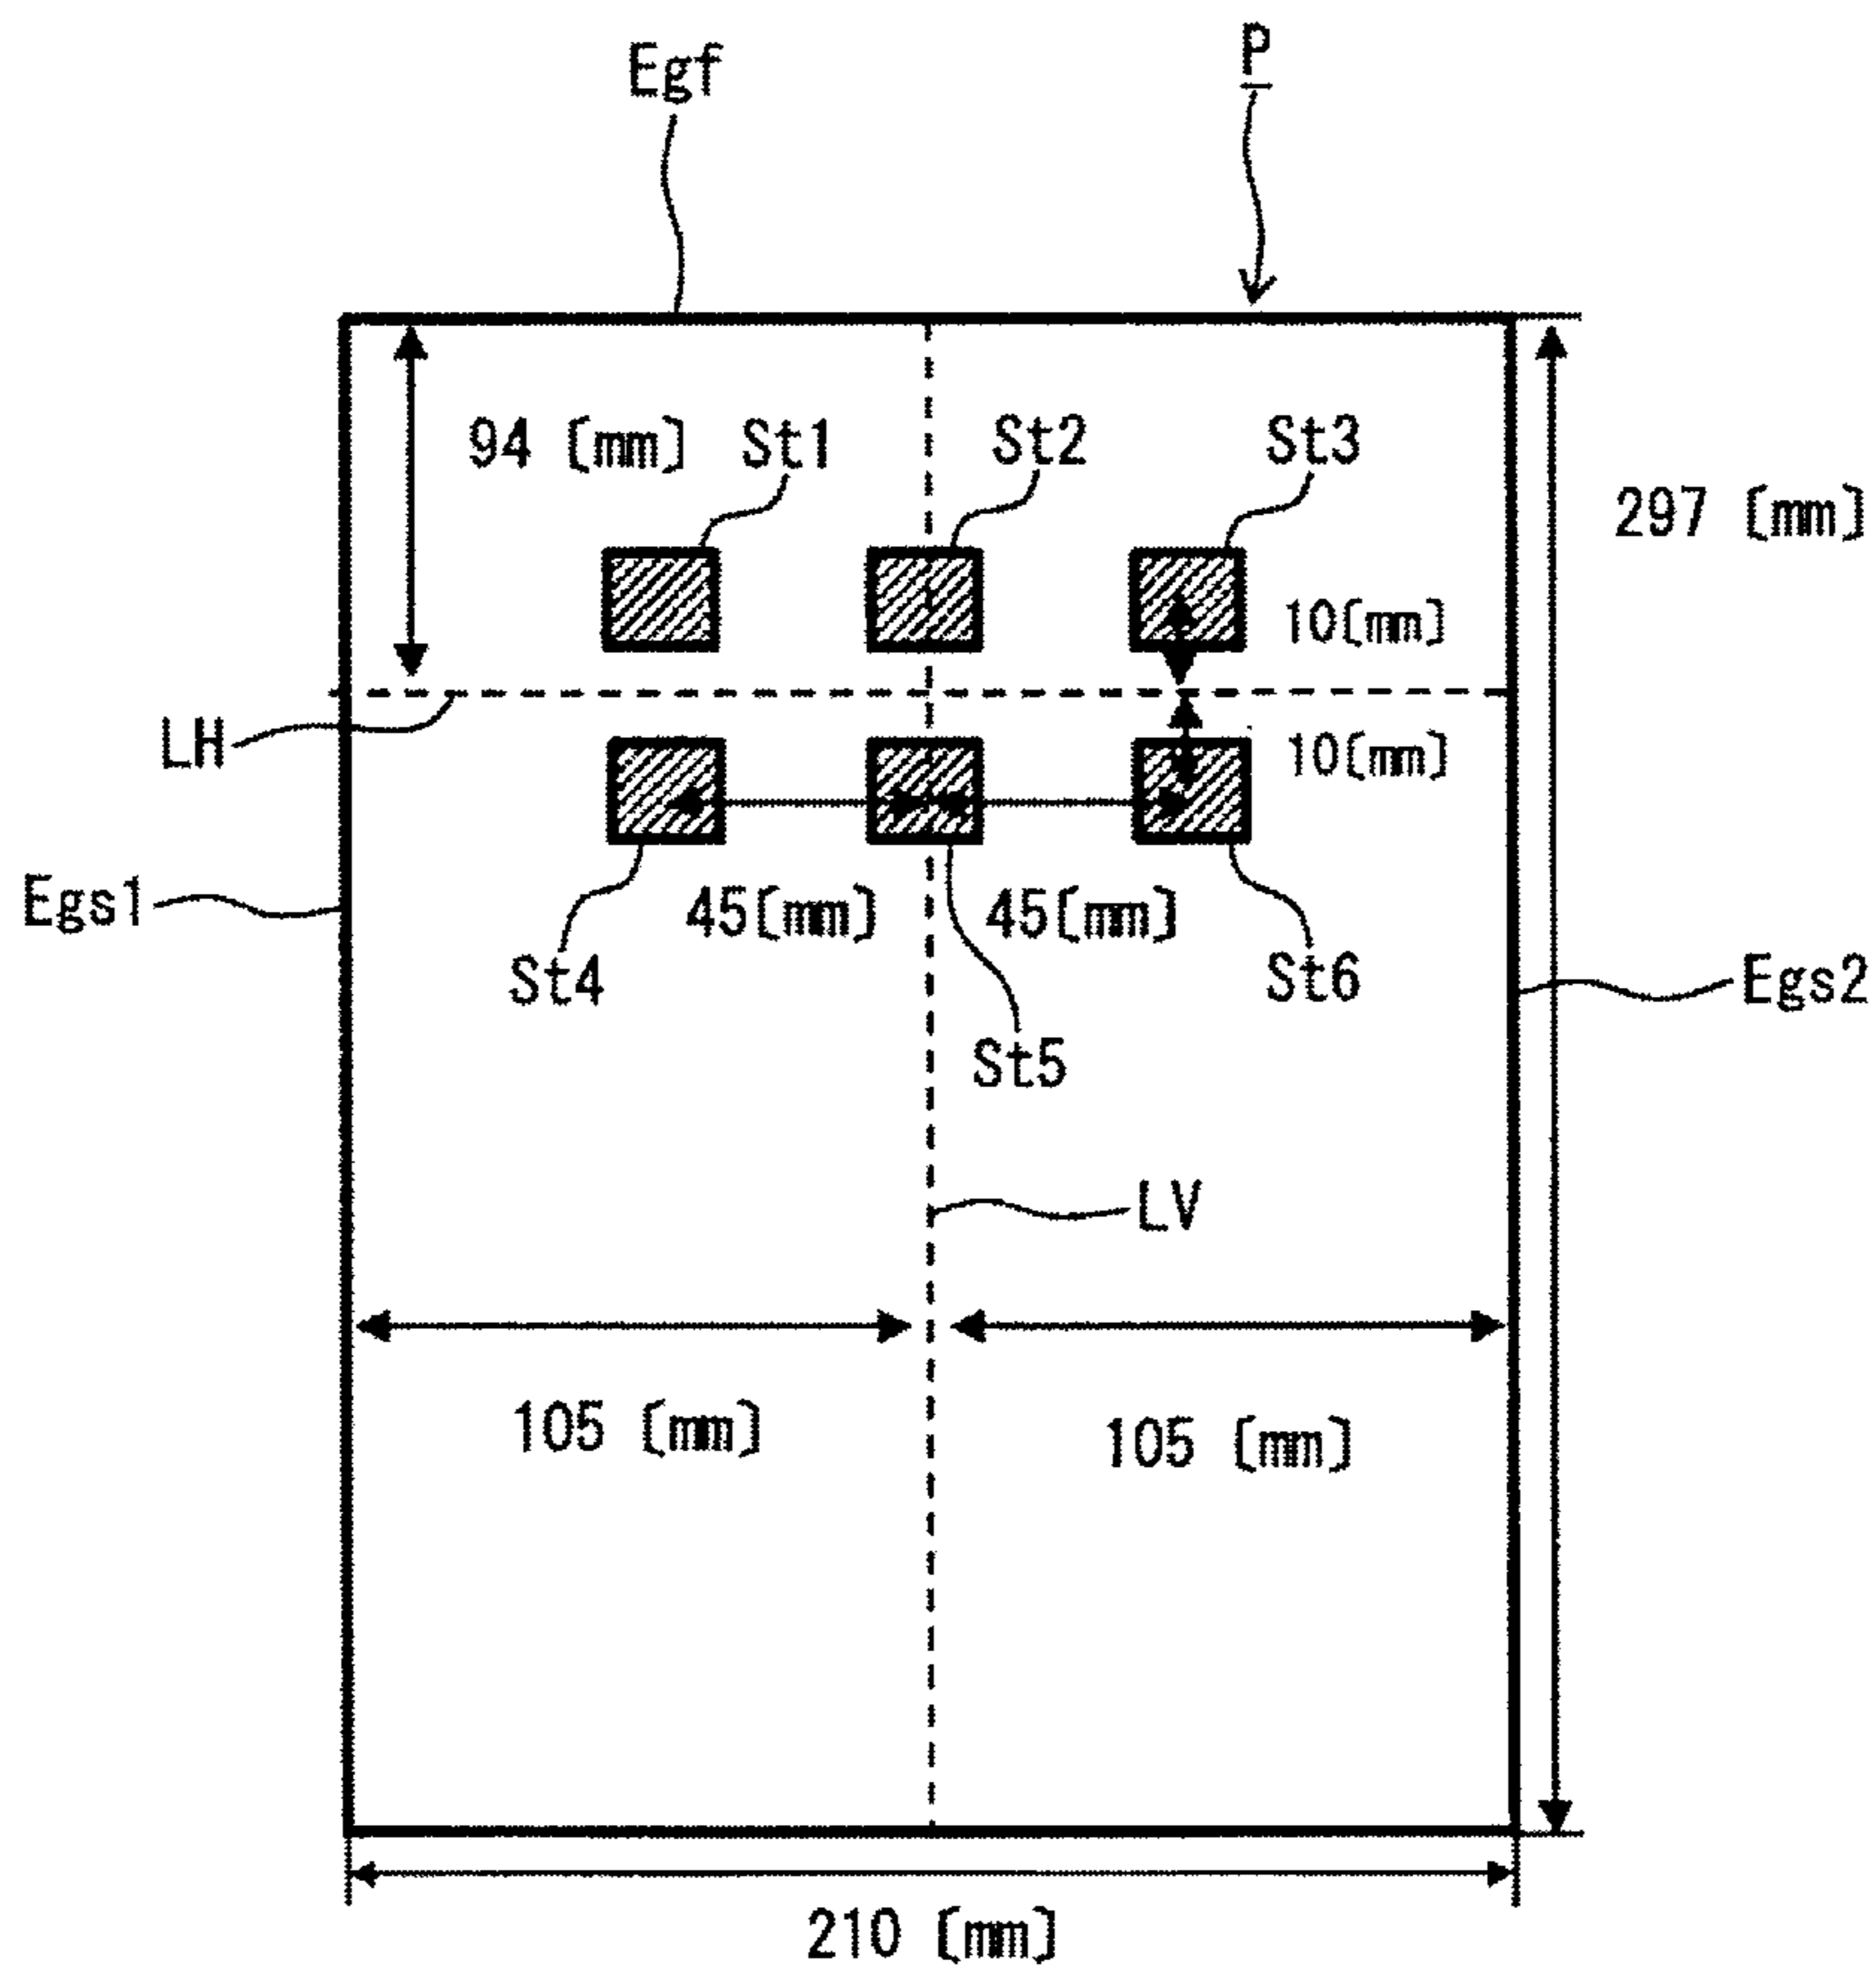 Egf
P
94 [mm]
St1
St2
St3
297 [mm]
10[mm]
LH
10[mm]
Egs1
45[mm]
45[mm]
St4
St6
Egs2
St5
LV
105 [mm]
105 [mm]
210 [mm]